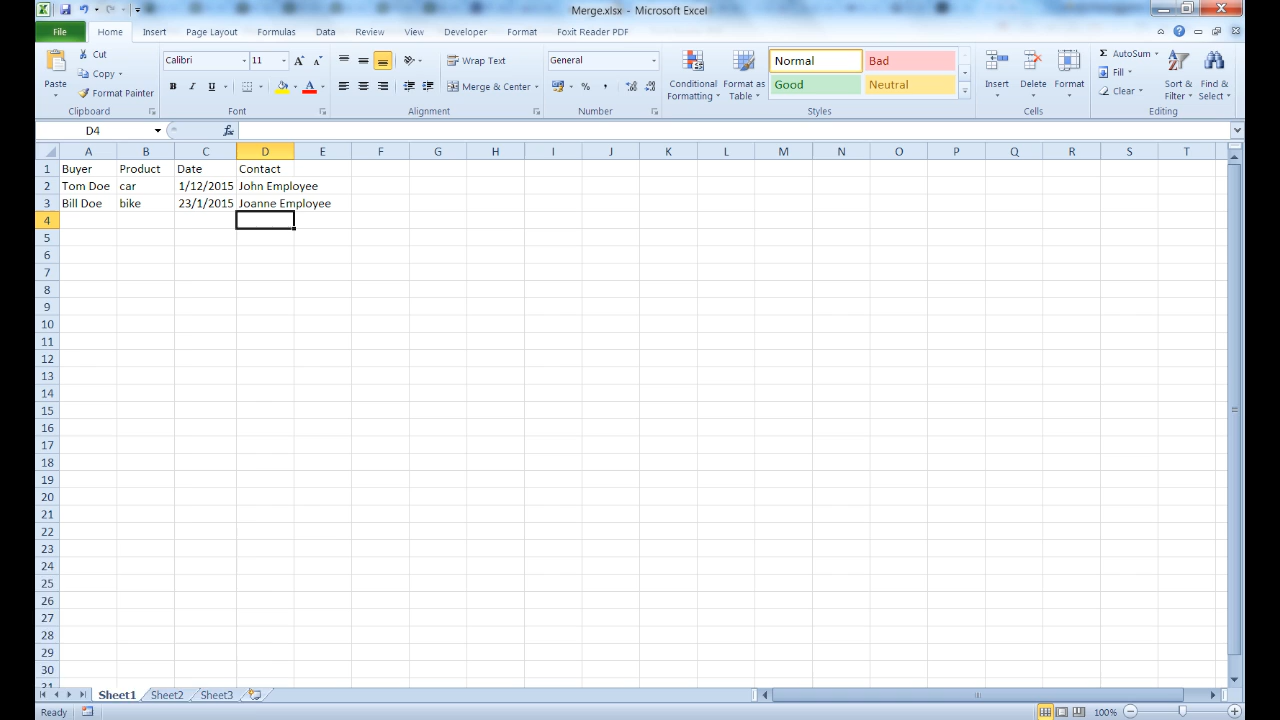 Merge.xlsx - Microsoft Excel
File Home Insert Page Layout Formulas Data Review View Developer Format Foxit Reader PDF
Cut Calibri 11 Wrap Text General Normal Bad AutoSum
Copy Fill
Paste Format Painter B I U Merge & Center % , Conditional Formatting Format as Table Good Neutral Insert Delete Format Clear Sort & Filter Find & Select
Clipboard Font Alignment Number Styles Cells Editing
D4 fx
A B C D E F G H I J K L M N O P Q R S T
1 Buyer Product Date Contact
2 Tom Doe car 1/12/2015 John Employee
3 Bill Doe bike 23/1/2015 Joanne Employee
4
5
6
7
8
9
10
11
12
13
14
15
16
17
18
19
20
21
22
23
24
25
26
27
28
29
30
31
Sheet1 Sheet2 Sheet3
Ready 100%